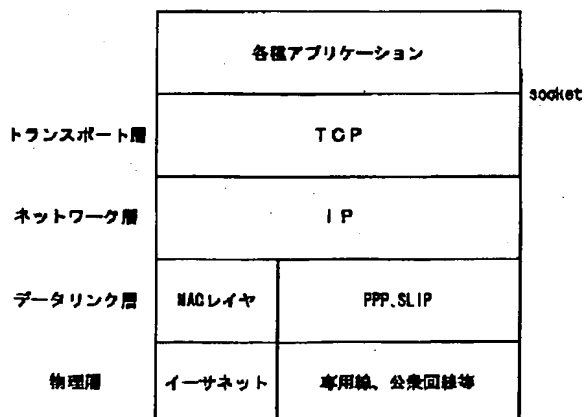 各種アプリケーション
socket
トランスポート層 TCP
ネットワーク層 IP
データリンク層 MACレイヤ PPP、SLIP
物理層 イーサネット 専用線、公衆回線等